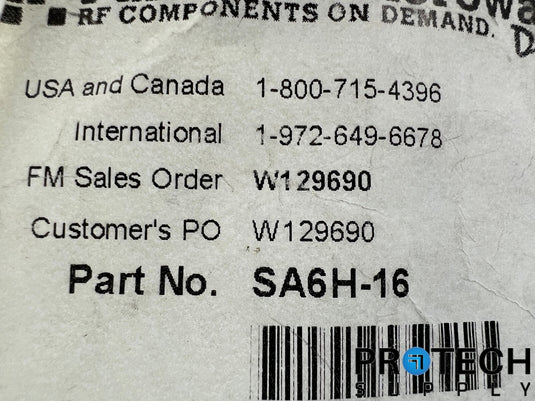 RF COMPONENTS ON DEMAND.
USA and Canada 1-800-715-4396
International 1-972-649-6678
FM Sales Order W129690
Customer's PO W129690
Part No. SA6H-16
PROTECH
SUPPLY